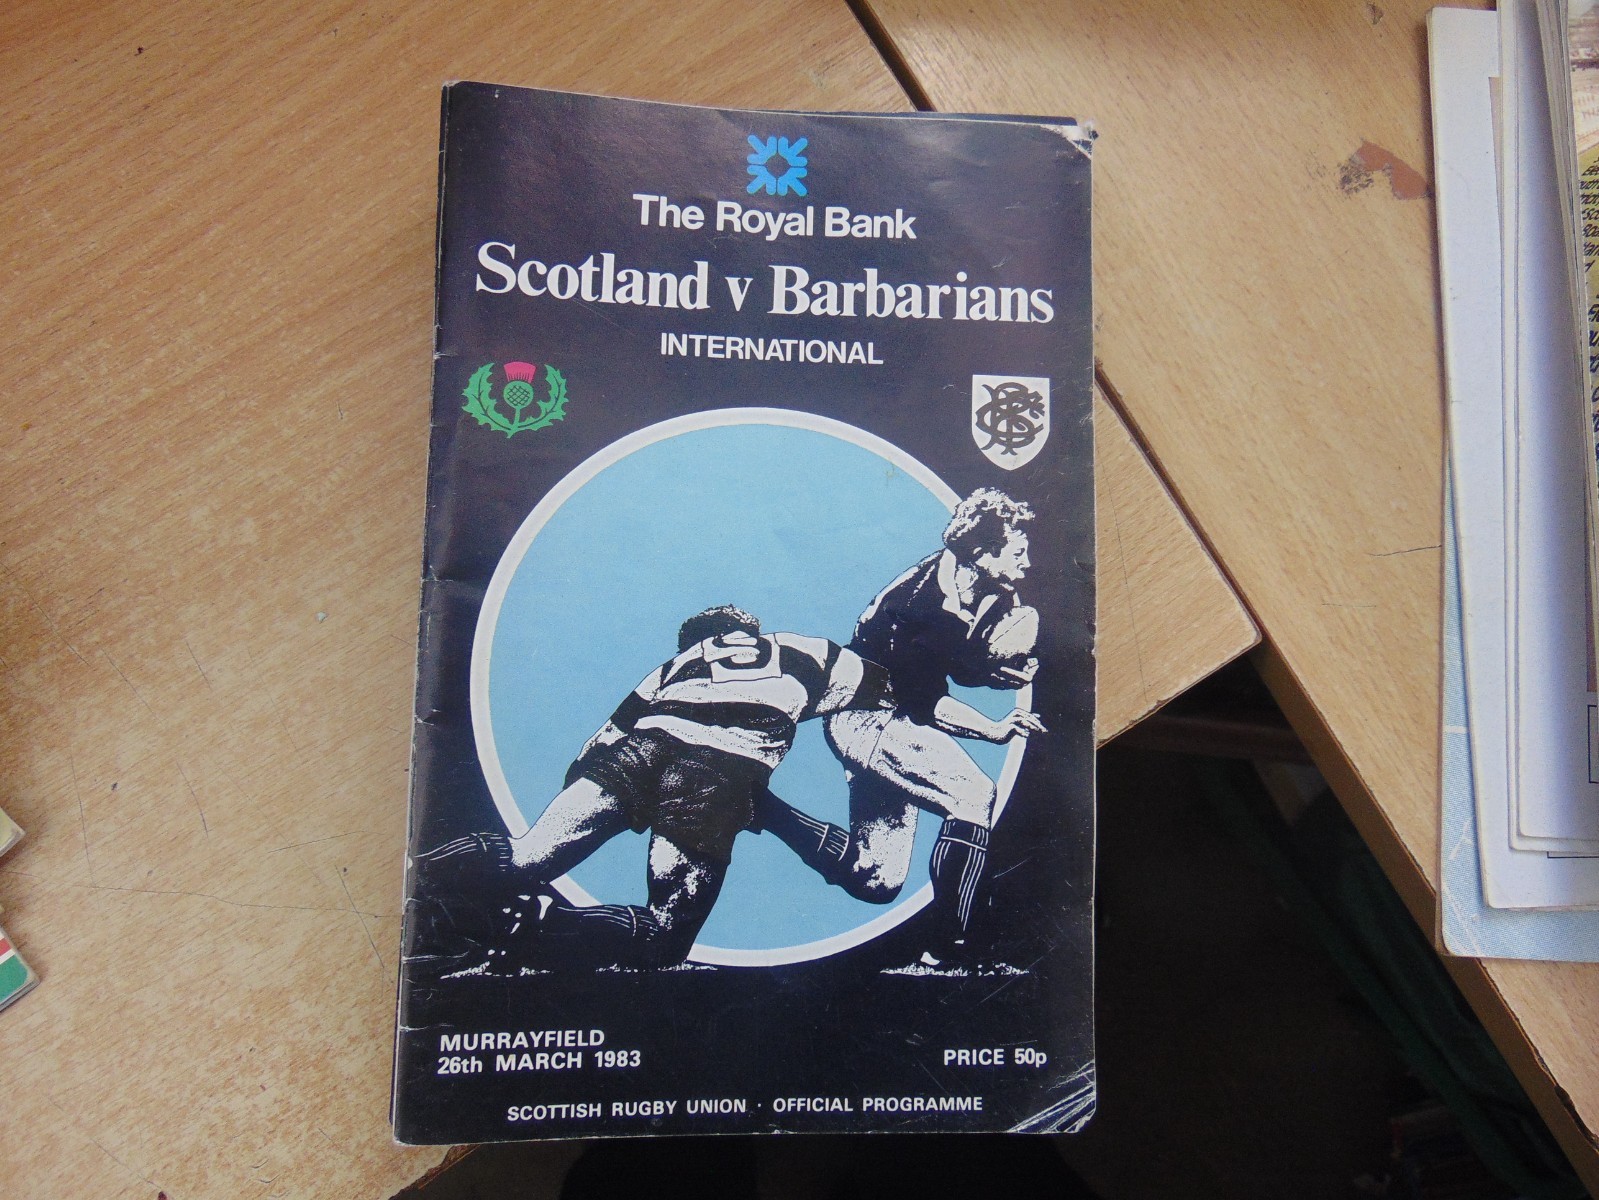 The Royal Bank
Scotland v Barbarians
INTERNATIONAL
MURRAYFIELD
26th MARCH 1983
PRICE 50p
SCOTTISH RUGBY UNION · OFFICIAL PROGRAMME